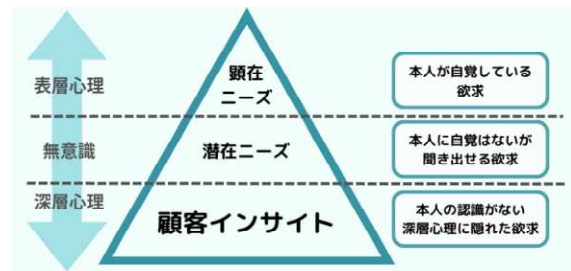 表層心理
顕在
ニーズ
本人が自覚している
欲求
無意識
潜在ニーズ
本人に自覚はないが
聞き出せる欲求
深層心理
顧客インサイト
本人の認識がない
深層心理に隠れた欲求